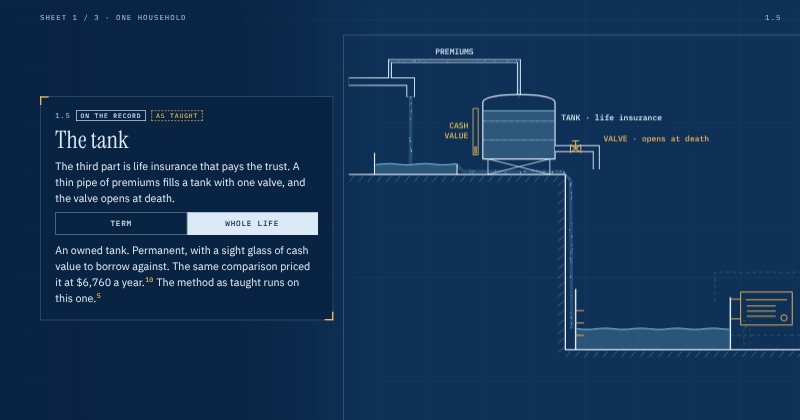 SHEET 1 / 3 · ONE HOUSEHOLD
1.5
1.5 ON THE RECORD AS TAUGHT
The tank
The third part is life insurance that pays the trust. A
thin pipe of premiums fills a tank with one valve, and
the valve opens at death.
TERM WHOLE LIFE
An owned tank. Permanent, with a sight glass of cash
value to borrow against. The same comparison priced
it at $6,760 a year.10 The method as taught runs on
this one.5
PREMIUMS
CASH
VALUE
TANK · life insurance
VALVE · opens at death